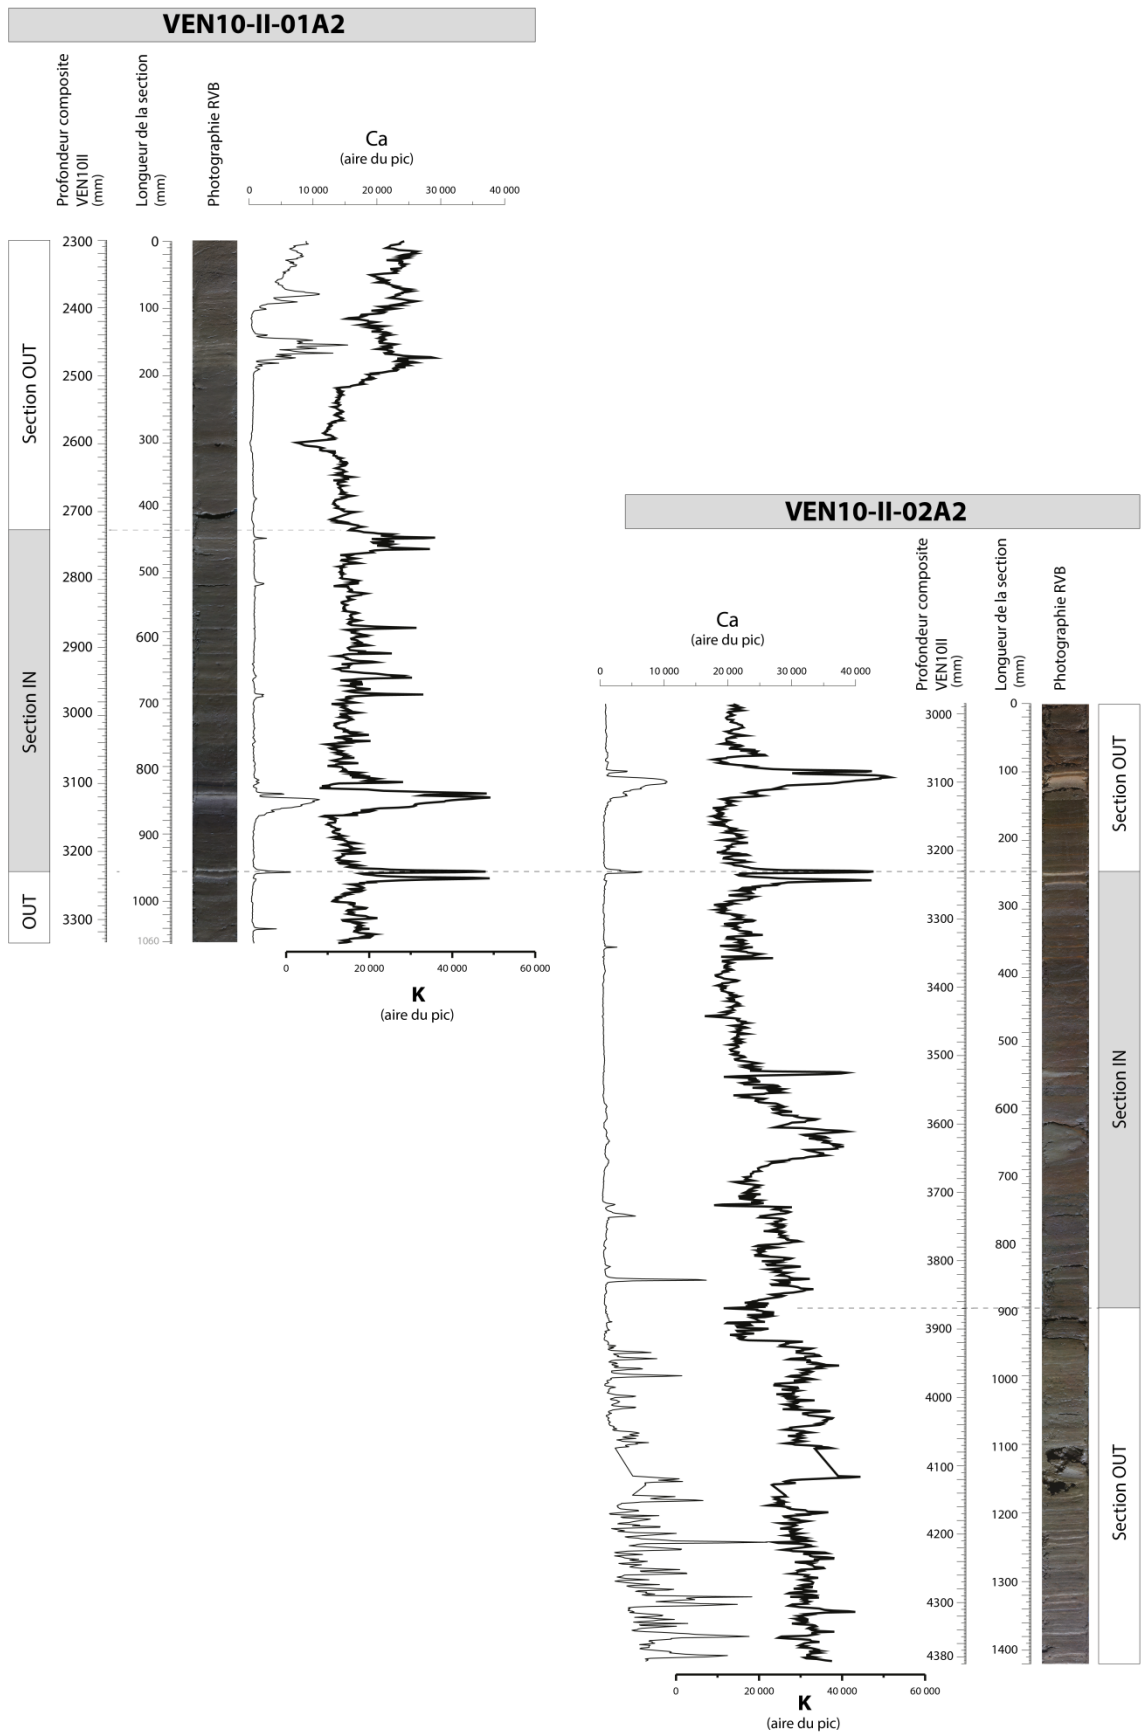 VEN10-II-01A2
Profondeur composite
VEN10II
(mm)
Longueur de la section
(mm)
Photographie RVB
Ca
(aire du pic)
0
10 000
20 000
30 000
40 000
2300
2400
2500
2600
2700
2800
2900
3000
3100
3200
3300
0
100
200
300
400
500
600
700
800
900
1000
1060
Section OUT
Section IN
OUT
0
20 000
40 000
60 000
K
(aire du pic)
VEN10-II-02A2
Ca
(aire du pic)
0
10 000
20 000
30 000
40 000
Profondeur composite
VEN10II
(mm)
Longueur de la section
(mm)
Photographie RVB
3000
3100
3200
3300
3400
3500
3600
3700
3800
3900
4000
4100
4200
4300
4380
0
100
200
300
400
500
600
700
800
900
1000
1100
1200
1300
1400
Section OUT
Section IN
Section OUT
0
20 000
40 000
60 000
K
(aire du pic)